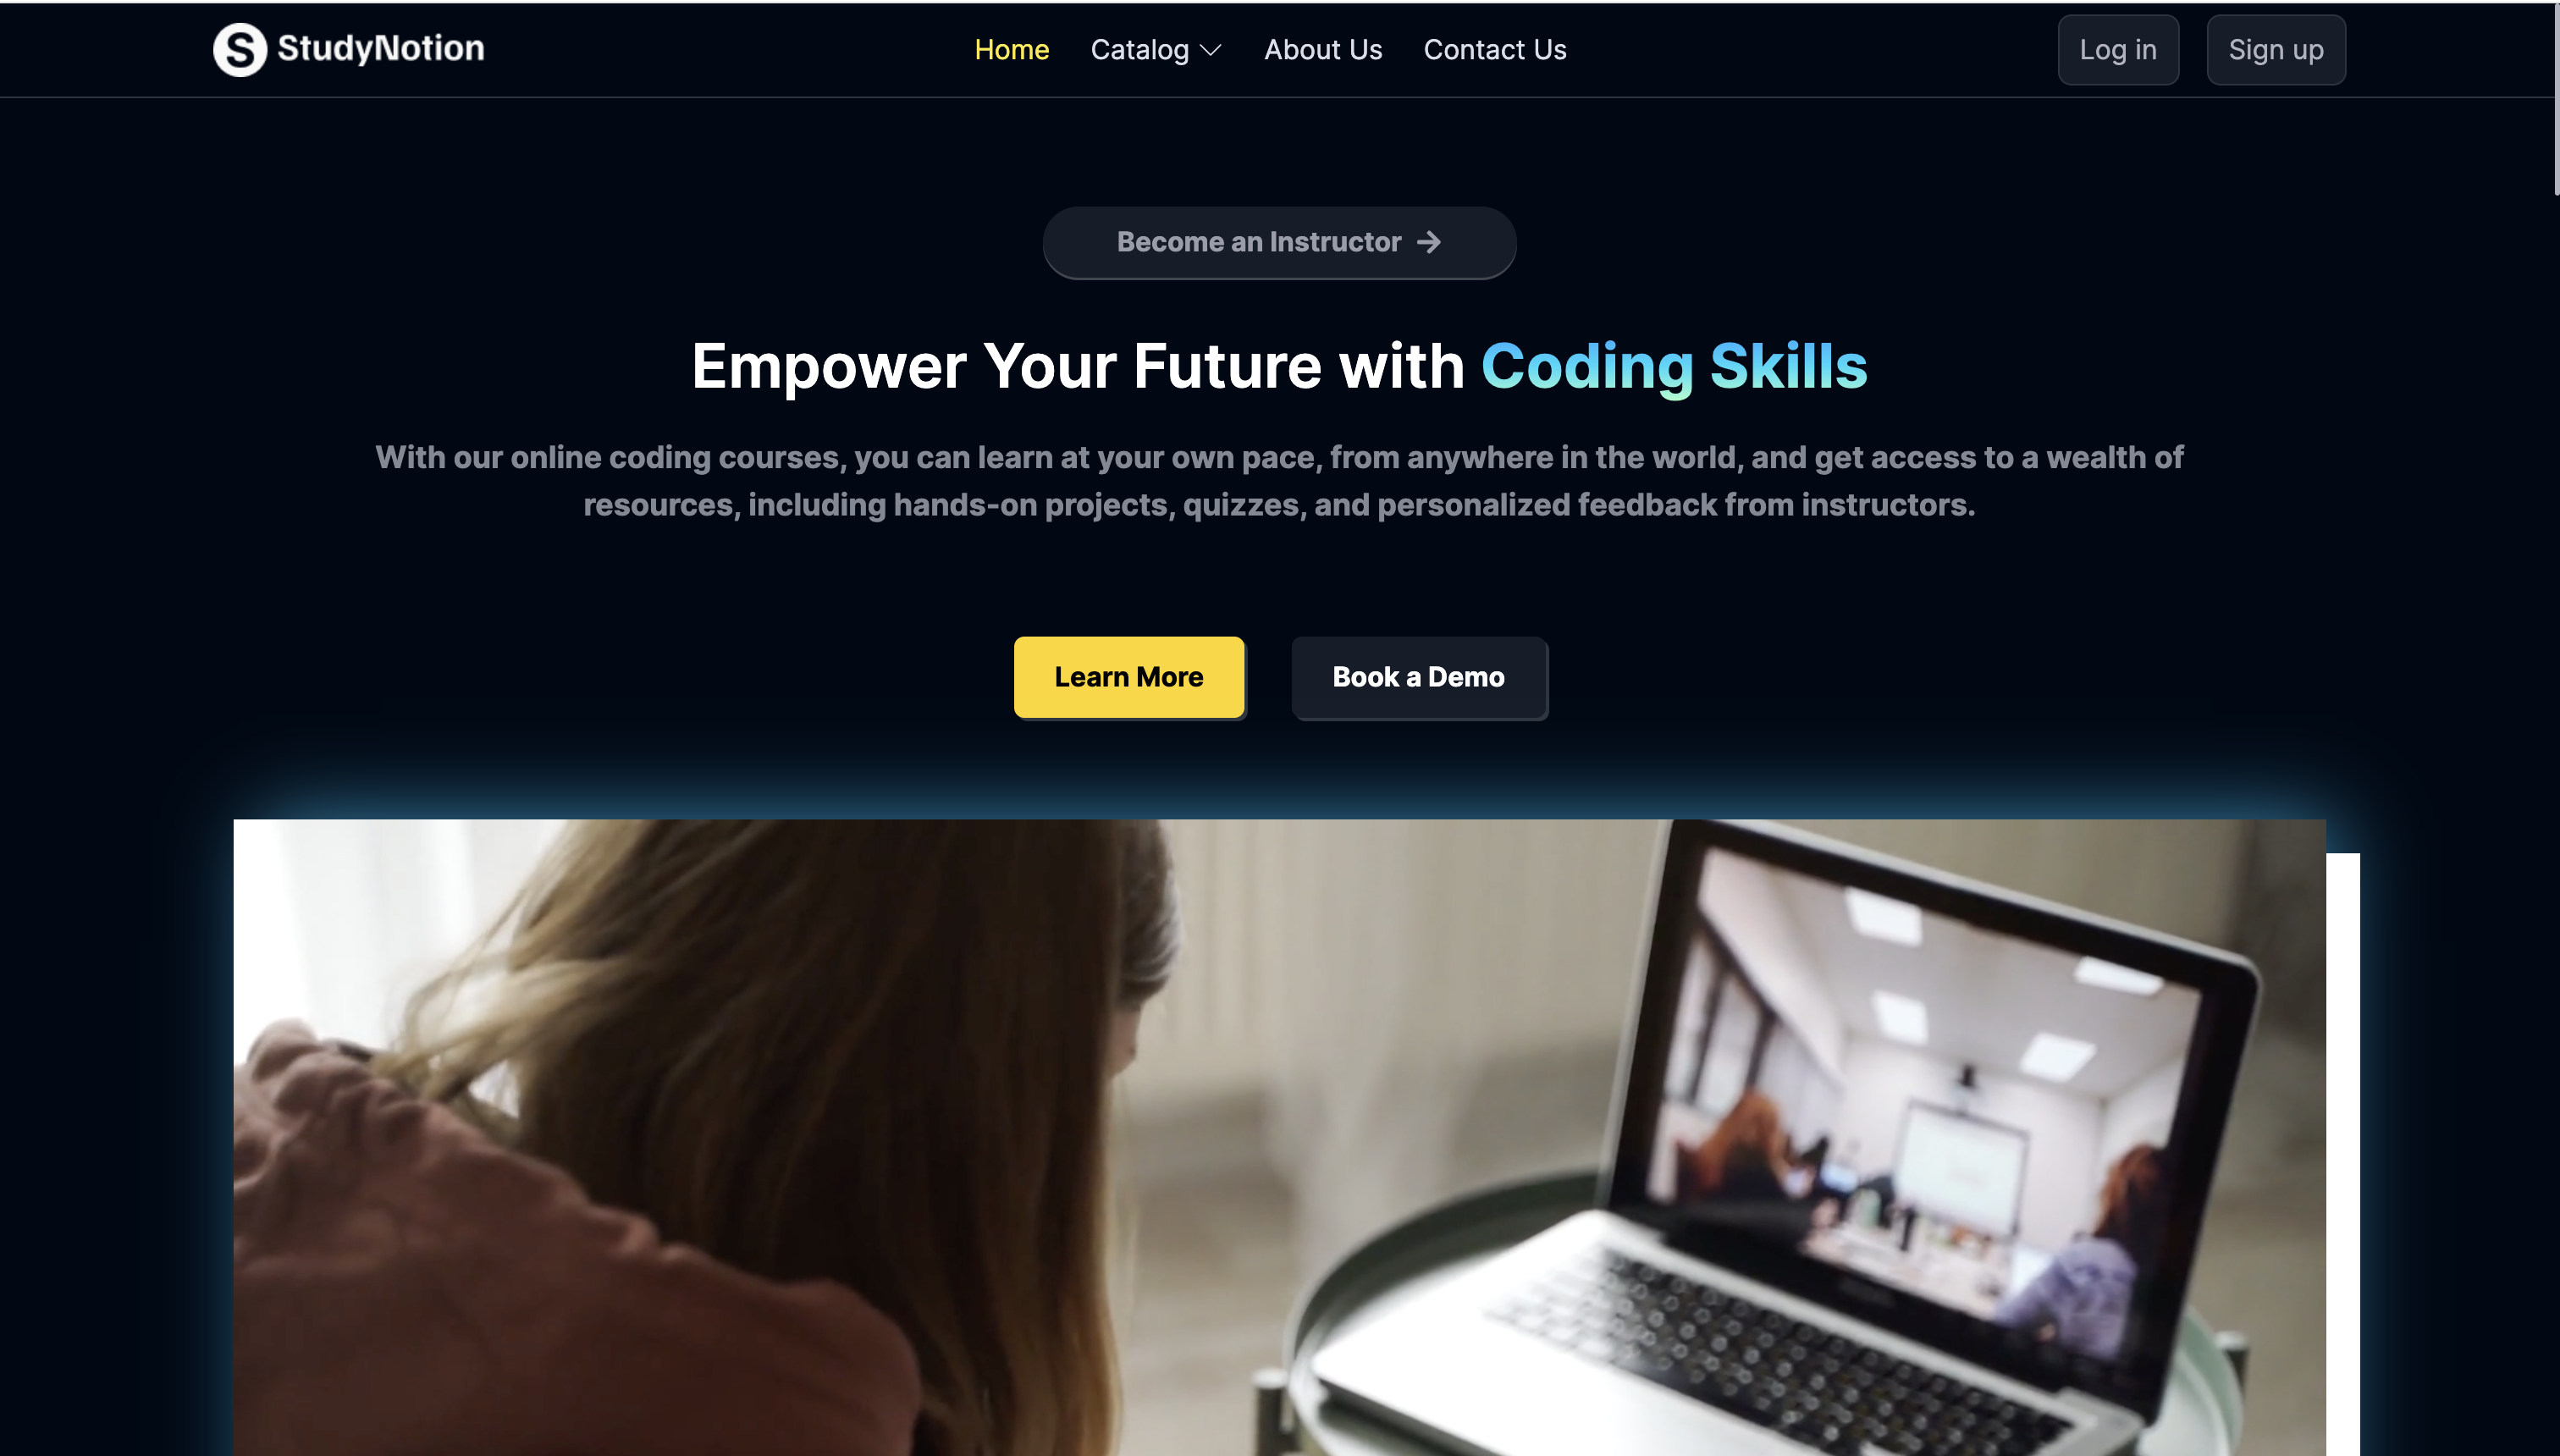 S StudyNotion
Home Catalog About Us Contact Us
Log in Sign up
Become an Instructor →
Empower Your Future with Coding Skills
With our online coding courses, you can learn at your own pace, from anywhere in the world, and get access to a wealth of
resources, including hands-on projects, quizzes, and personalized feedback from instructors.
Learn More Book a Demo